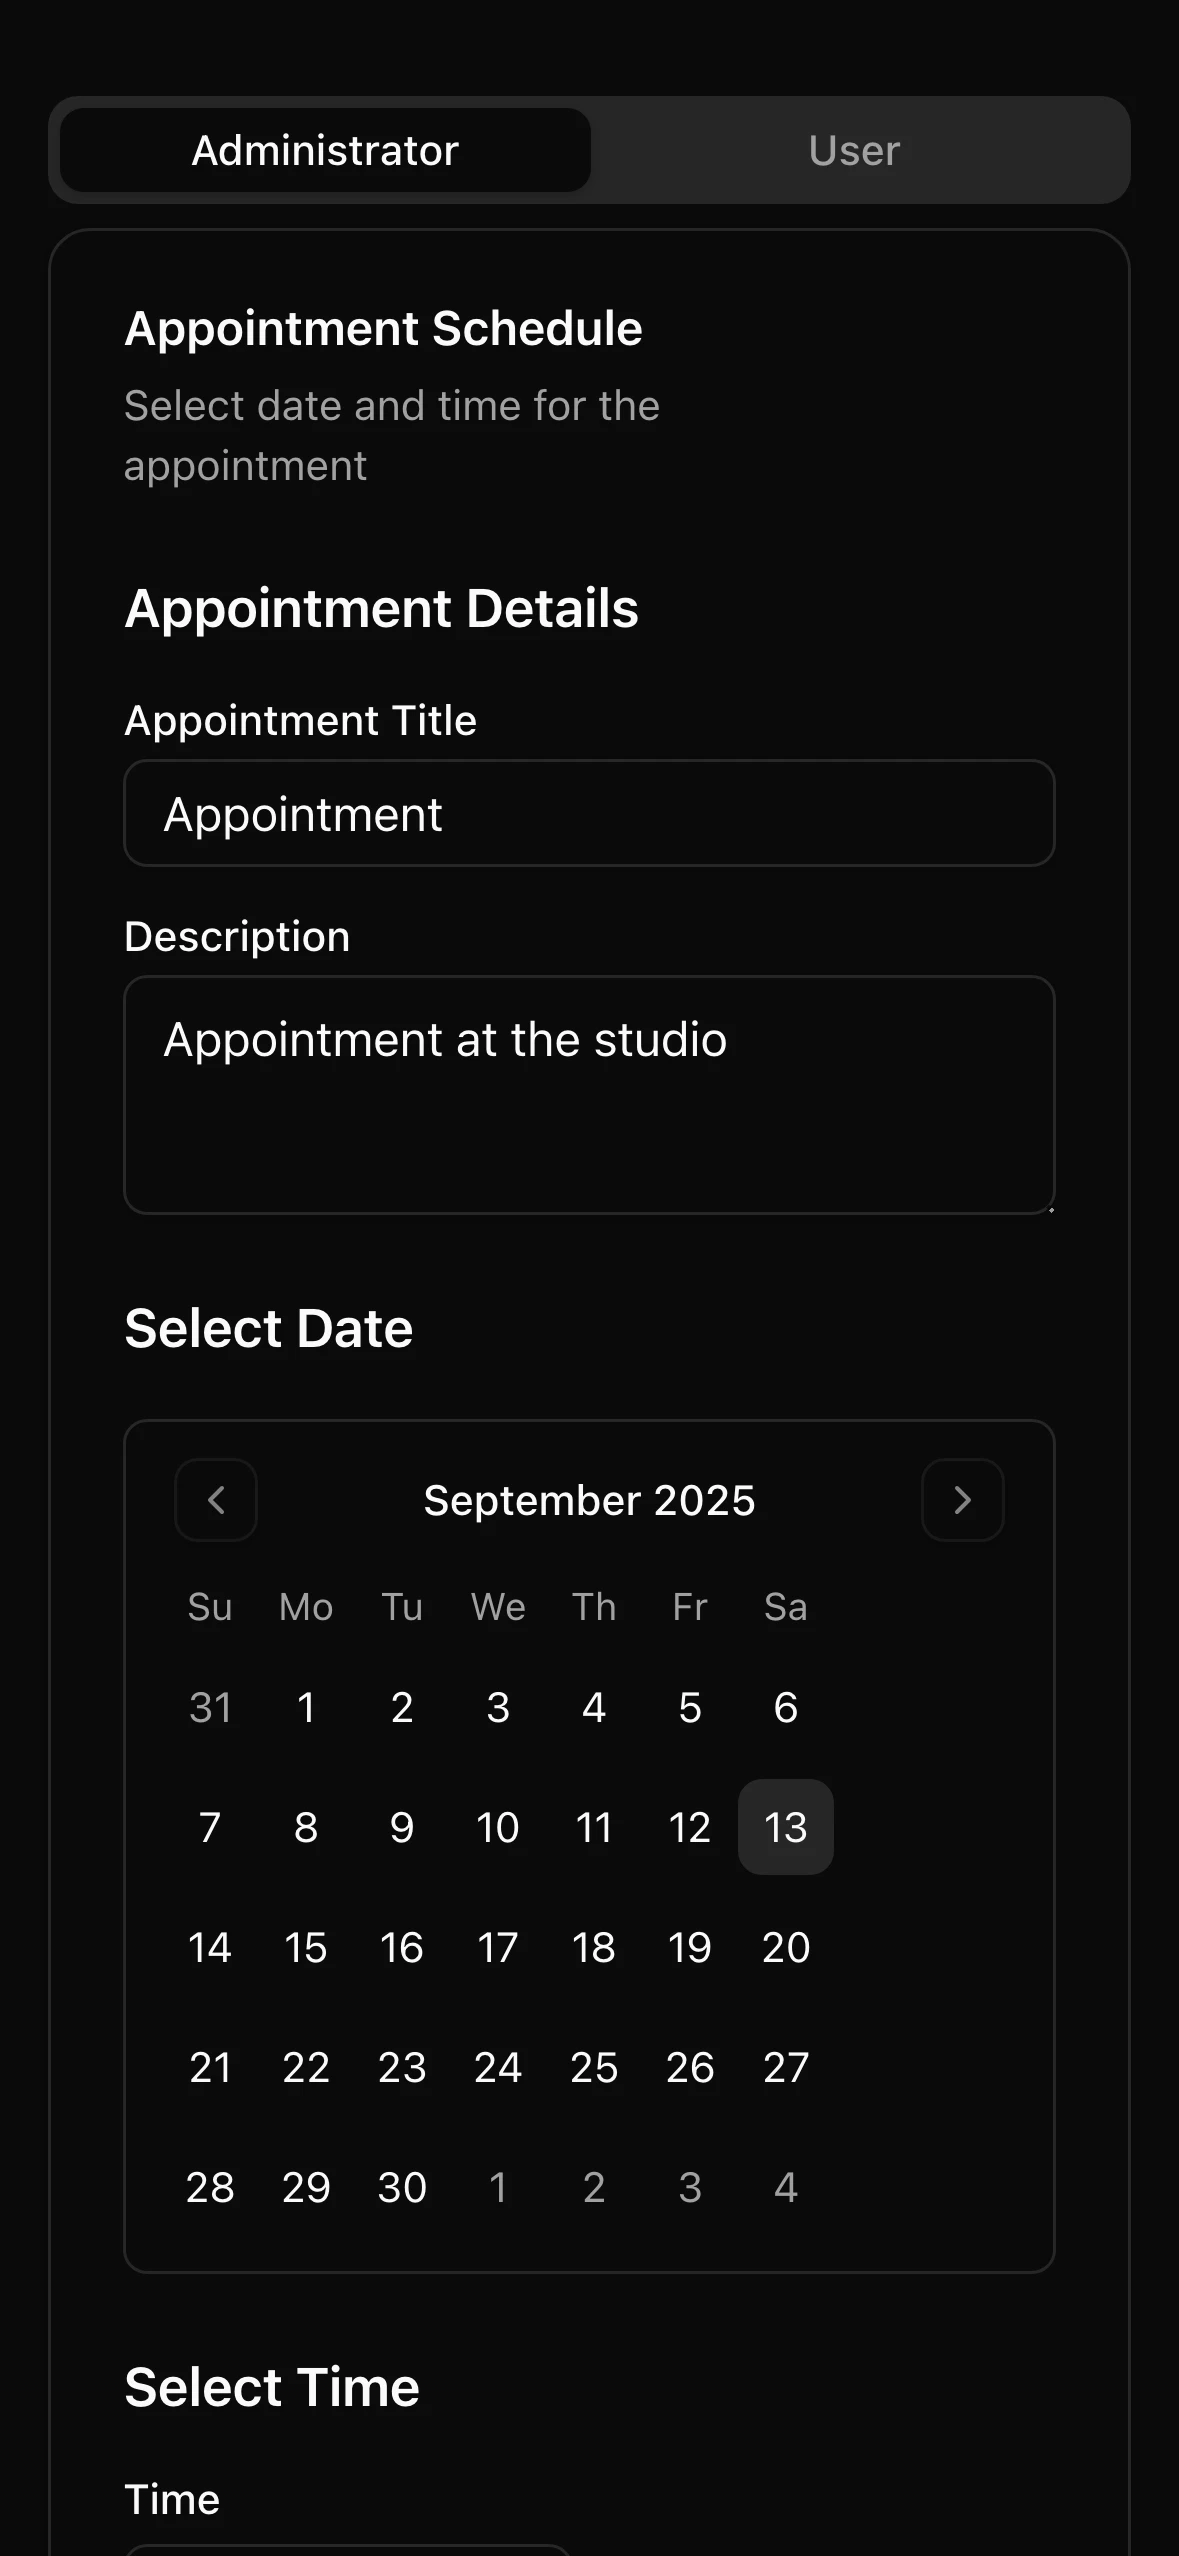 Administrator User
Appointment Schedule
Select date and time for the
appointment
Appointment Details
Appointment Title
Appointment
Description
Appointment at the studio
Select Date
September 2025
Su Mo Tu We Th Fr Sa
31 1 2 3 4 5 6
7 8 9 10 11 12 13
14 15 16 17 18 19 20
21 22 23 24 25 26 27
28 29 30 1 2 3 4
Select Time
Time